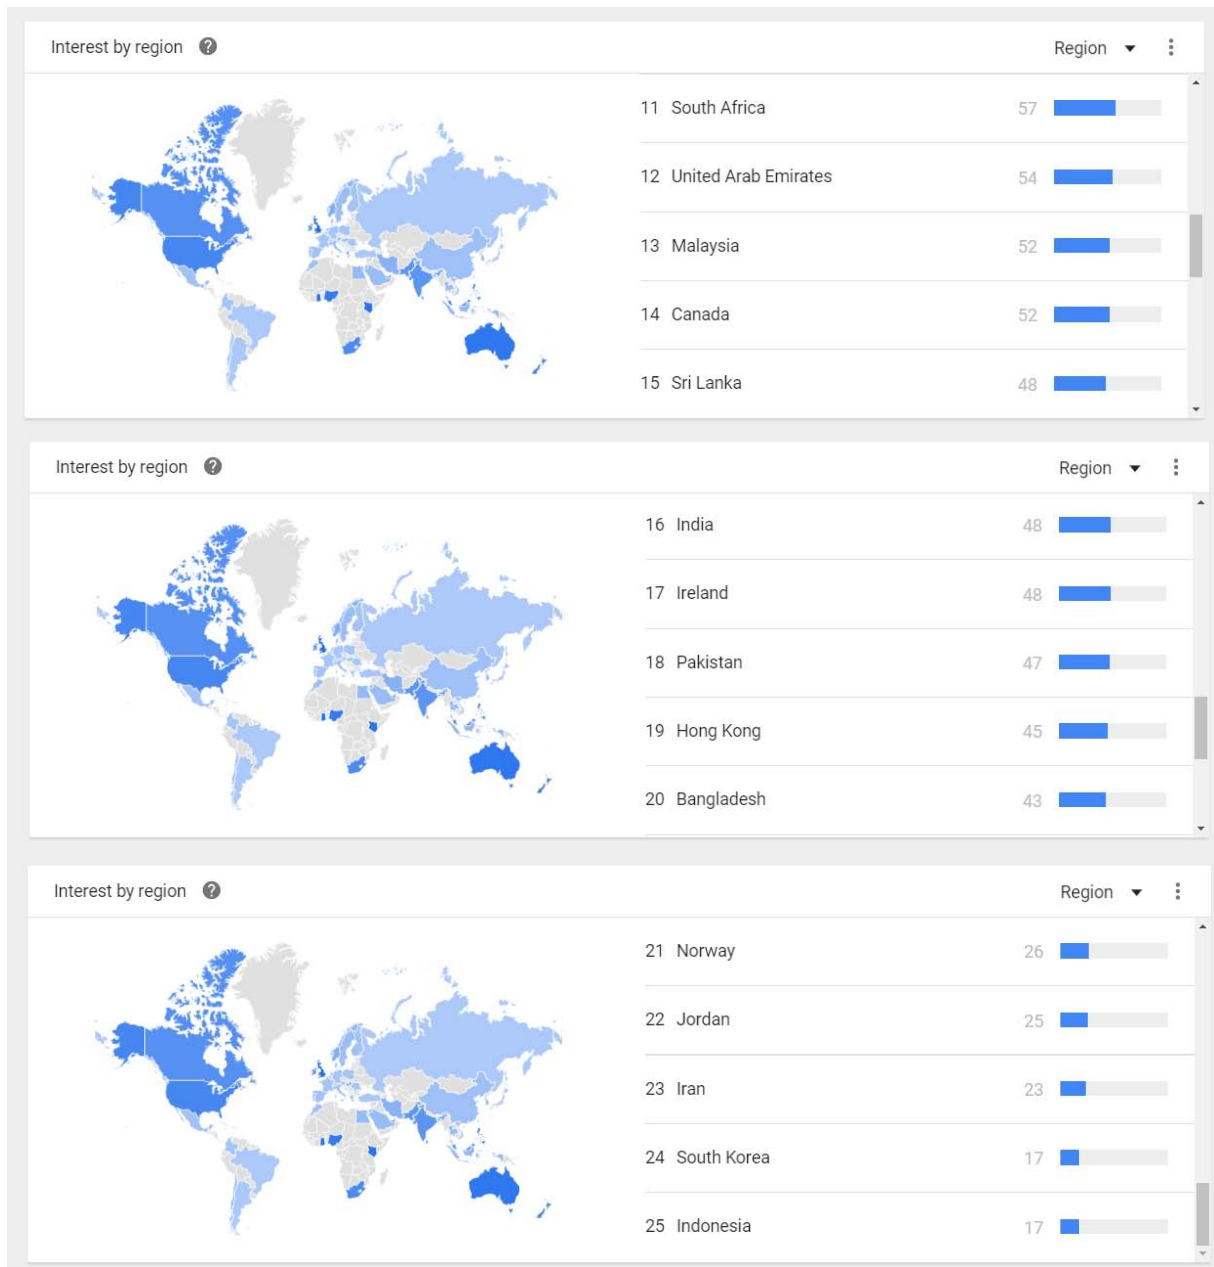 Interest by region ? Region
11 South Africa 57
12 United Arab Emirates 54
13 Malaysia 52
14 Canada 52
15 Sri Lanka 48
Interest by region ? Region
16 India 48
17 Ireland 48
18 Pakistan 47
19 Hong Kong 45
20 Bangladesh 43
Interest by region ? Region
21 Norway 26
22 Jordan 25
23 Iran 23
24 South Korea 17
25 Indonesia 17